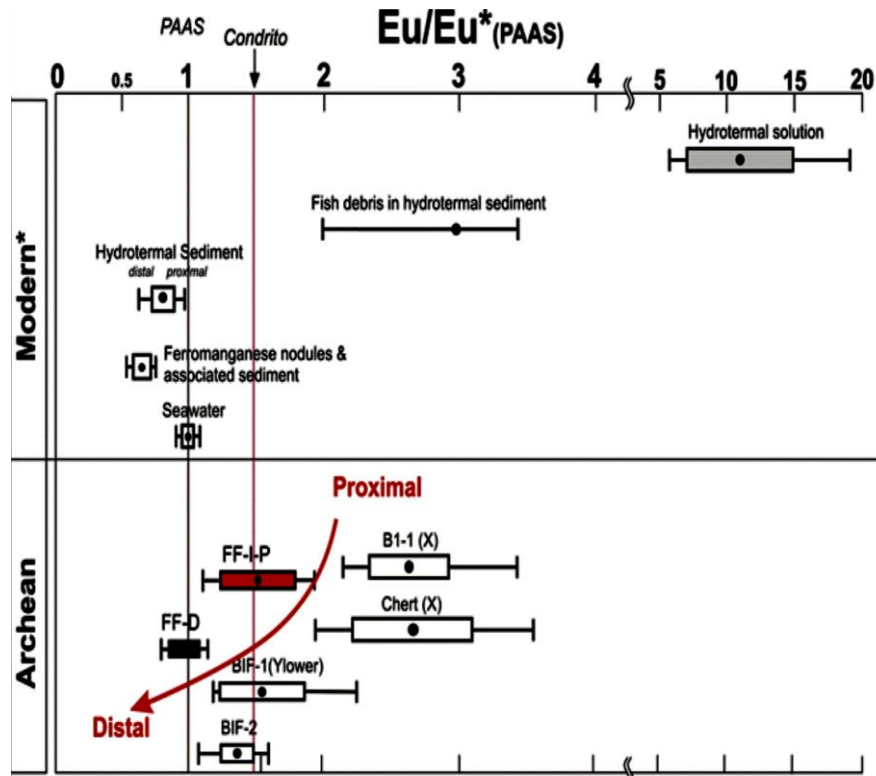 PAAS
Condrito
Eu/Eu*(PAAS)
0 0.5 1 2 3 4 5 10 15 20
Modern*
Hydrotermal solution
Fish debris in hydrotermal sediment
Hydrotermal Sediment
distal proximal
Ferromanganese nodules &
associated sediment
Seawater
Archean
Proximal
FF-I-P
B1-1 (X)
FF-D
Chert (X)
BIF-1(Ylower)
Distal
BIF-2